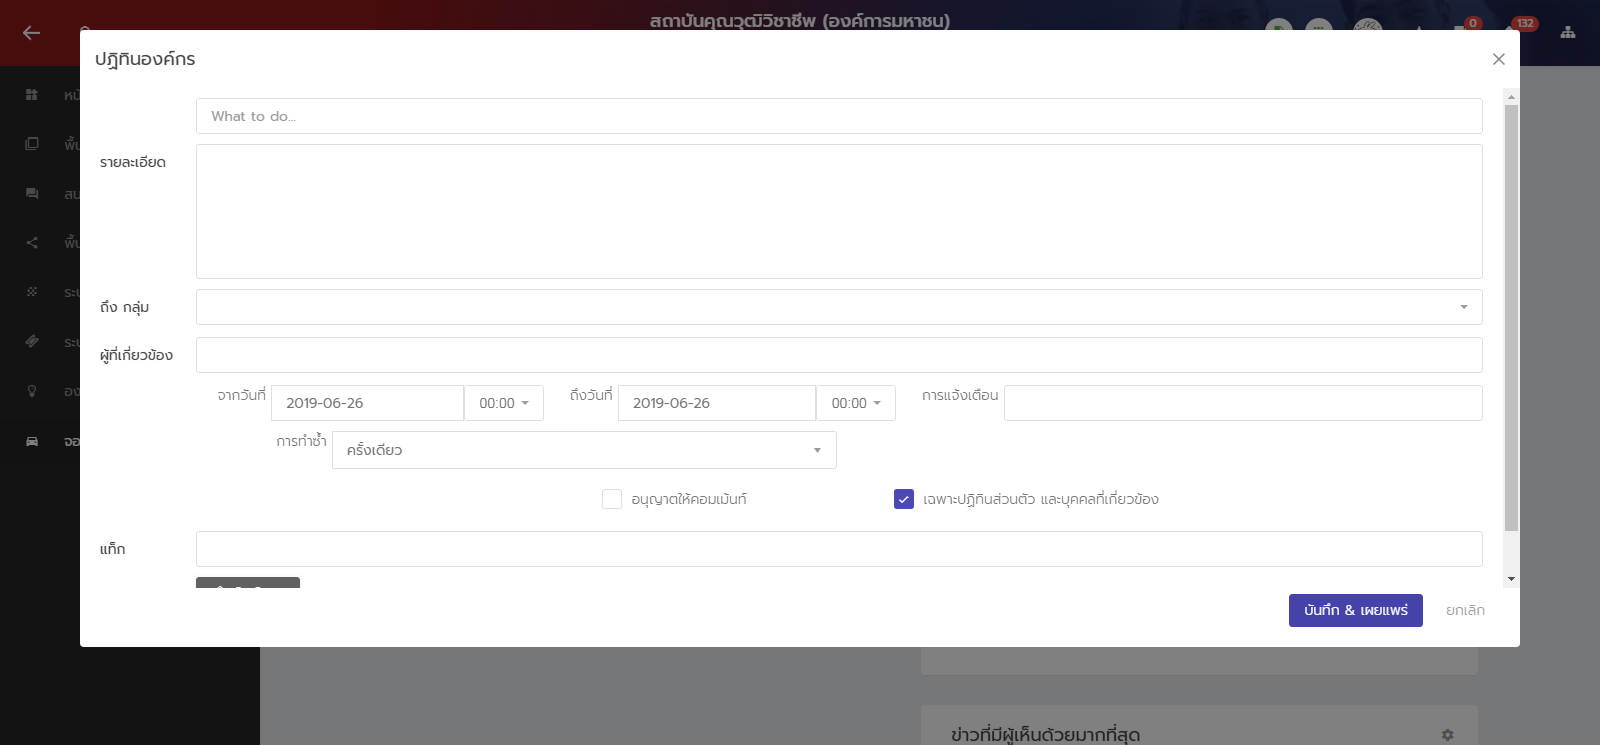 สถาบันคุณวุฒิวิชาชีพ (องค์การมหาชน)
0
132
ปฏิทินองค์กร
What to do...
รายละเอียด
ถึง กลุ่ม
ผู้ที่เกี่ยวข้อง
จากวันที่ 2019-06-26 00:00 ถึงวันที่ 2019-06-26 00:00 การแจ้งเตือน
การทำซ้ำ ครั้งเดียว
อนุญาตให้คอมเม้นท์ เฉพาะปฏิทินส่วนตัว และบุคคลที่เกี่ยวข้อง
แท็ก
บันทึก & เผยแพร่ ยกเลิก
ข่าวที่มีผู้เห็นด้วยมากที่สุด